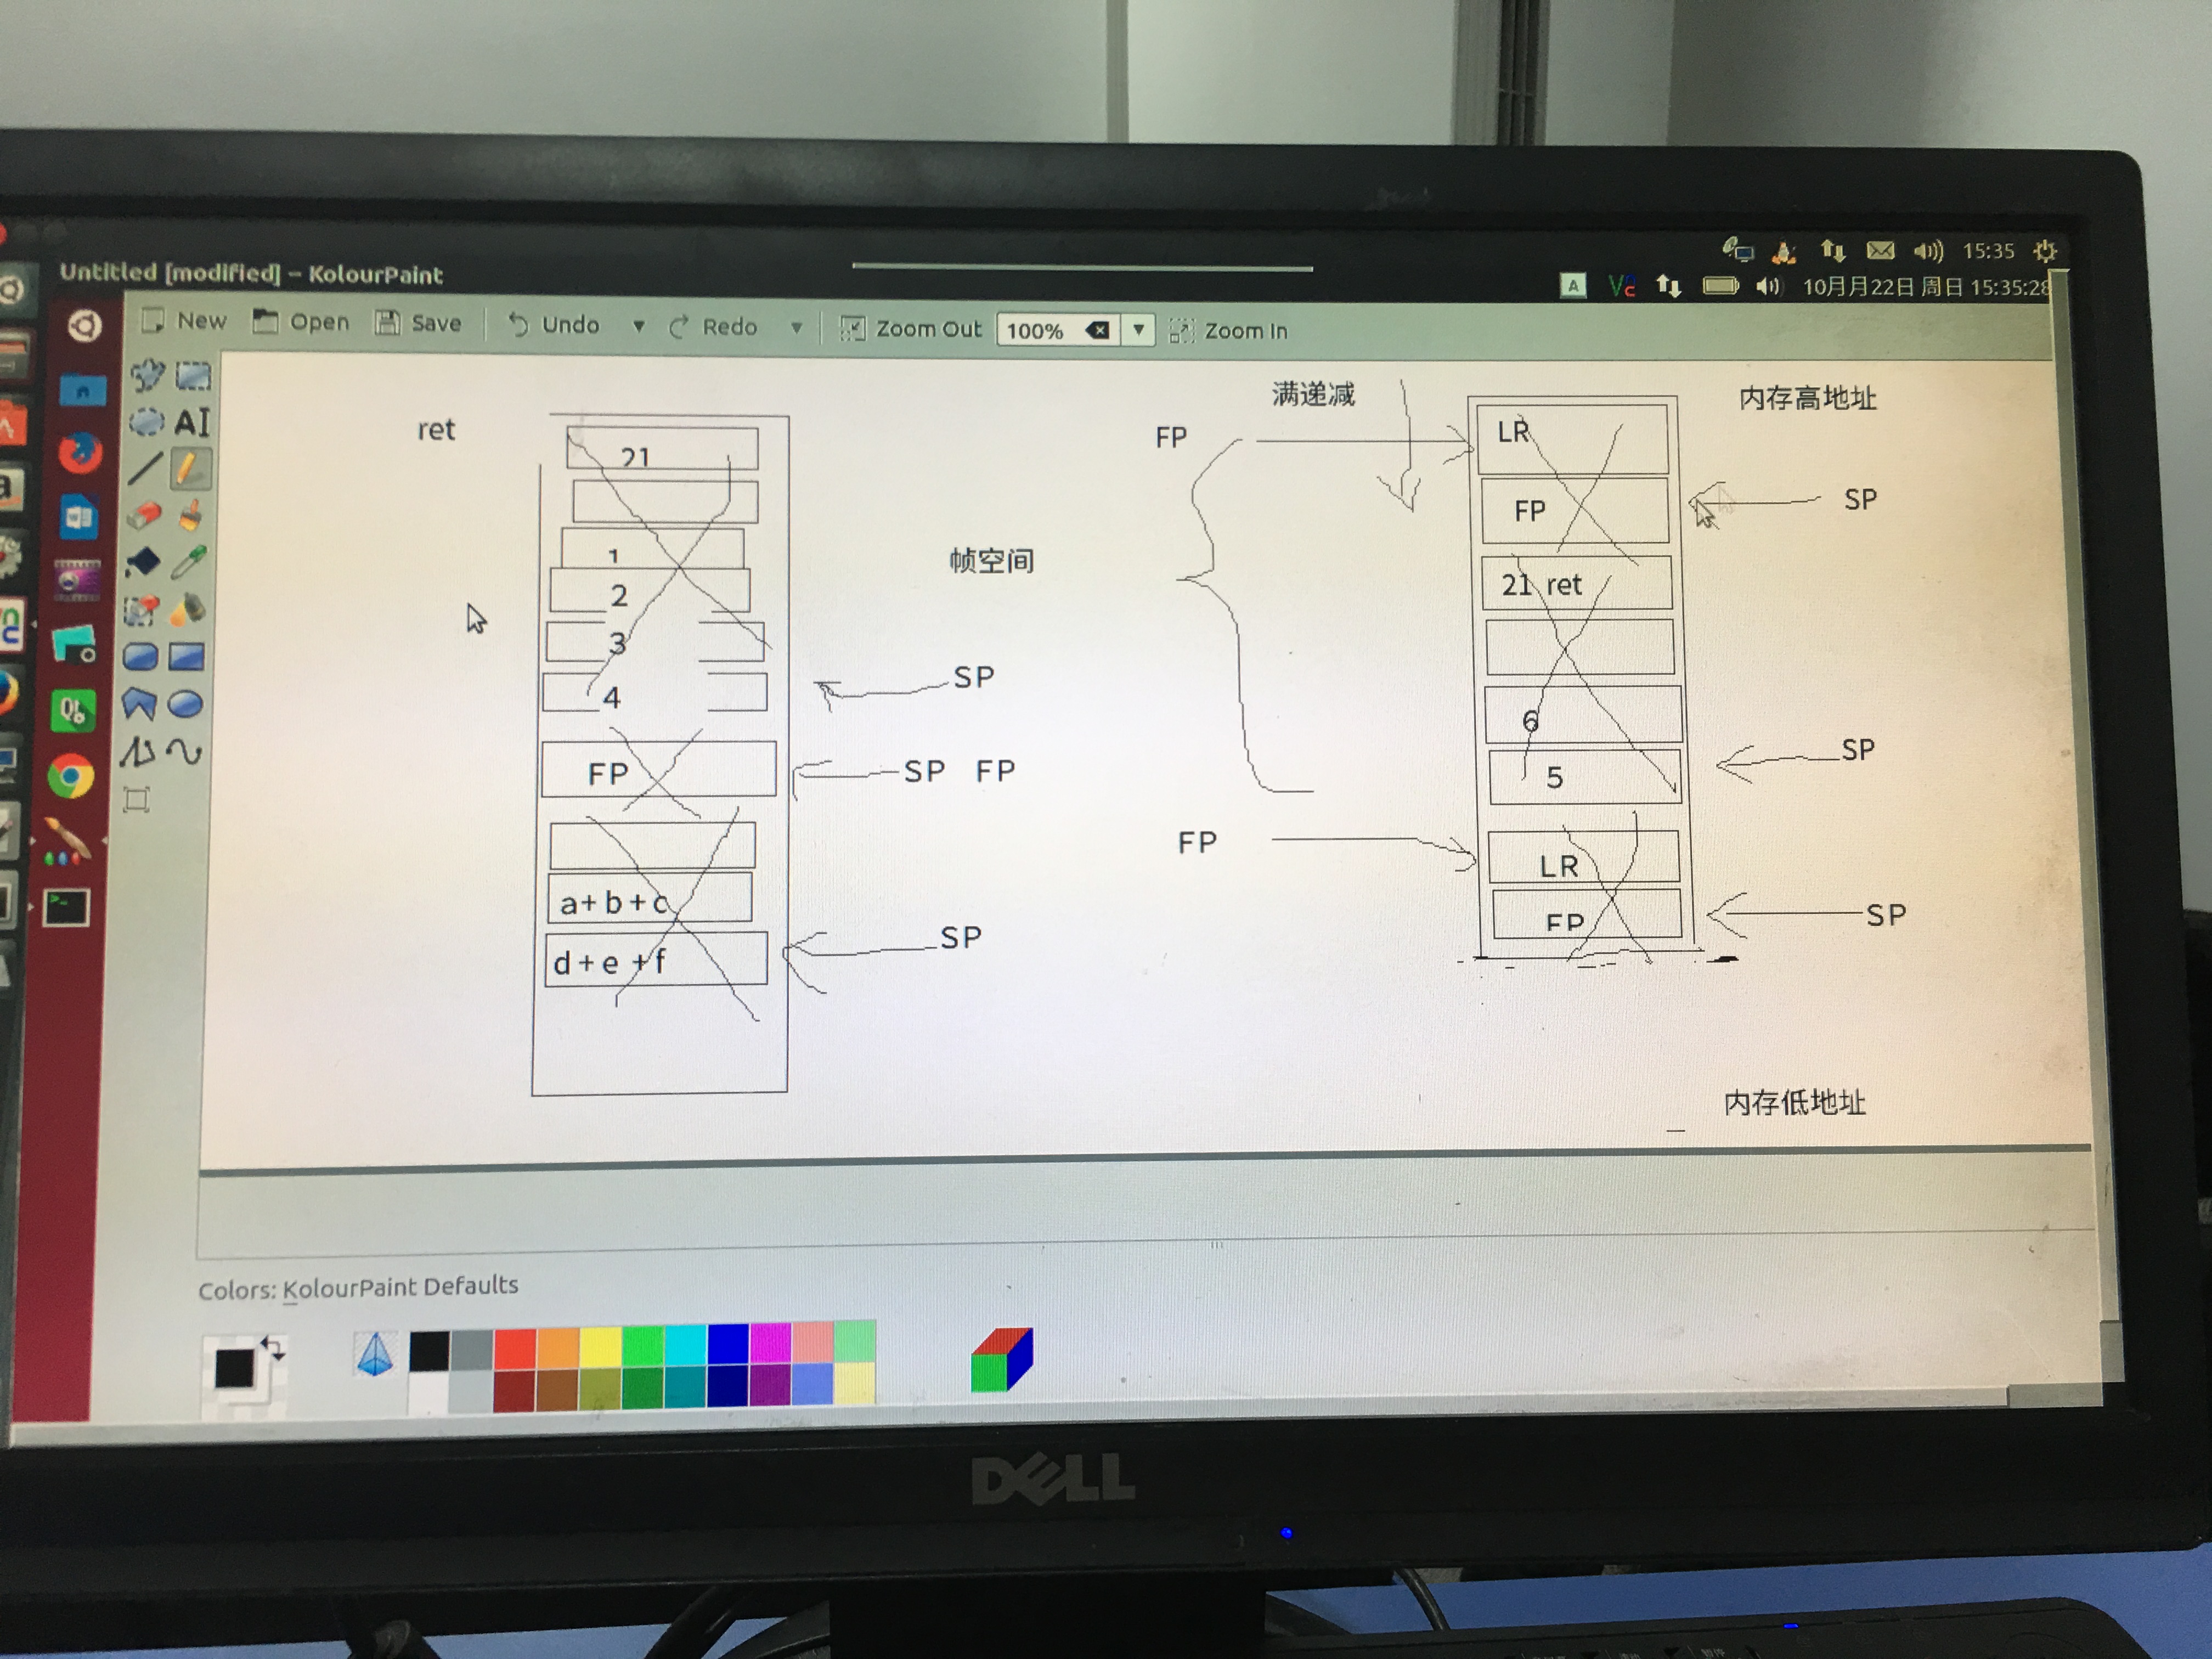 15:35
Untitled [modified] – KolourPaint
10月月22日 周日 15:35:28
New Open Save Undo Redo Zoom Out 100% Zoom In
AI
ret
21
1
2
3
4
FP
a+b+c
d+e+f
SP
SP FP
SP
帧空间
满递减
FP
FP
LR
FP
21 ret
6
5
LR
FP
内存高地址
SP
SP
SP
内存低地址
Colors: KolourPaint Defaults
DELL